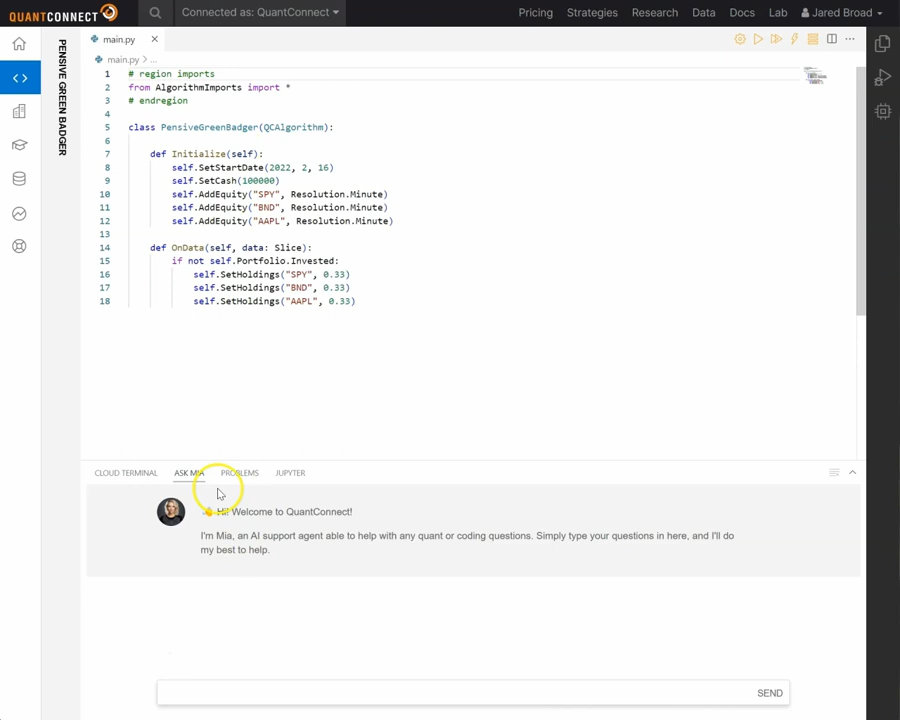 QUANTCONNECT
Connected as: QuantConnect
Pricing Strategies Research Data Docs Lab Jared Broad
PENSIVE GREEN BADGER
main.py
main.py > ...
1 # region imports
2 from AlgorithmImports import *
3 # endregion
4
5 class PensiveGreenBadger(QCAlgorithm):
6
7 def Initialize(self):
8 self.SetStartDate(2022, 2, 16)
9 self.SetCash(100000)
10 self.AddEquity("SPY", Resolution.Minute)
11 self.AddEquity("BND", Resolution.Minute)
12 self.AddEquity("AAPL", Resolution.Minute)
13
14 def OnData(self, data: Slice):
15 if not self.Portfolio.Invested:
16 self.SetHoldings("SPY", 0.33)
17 self.SetHoldings("BND", 0.33)
18 self.SetHoldings("AAPL", 0.33)
CLOUD TERMINAL ASK MIA PROBLEMS JUPYTER
Hi! Welcome to QuantConnect!
I'm Mia, an AI support agent able to help with any quant or coding questions. Simply type your questions in here, and I'll do
my best to help.
SEND